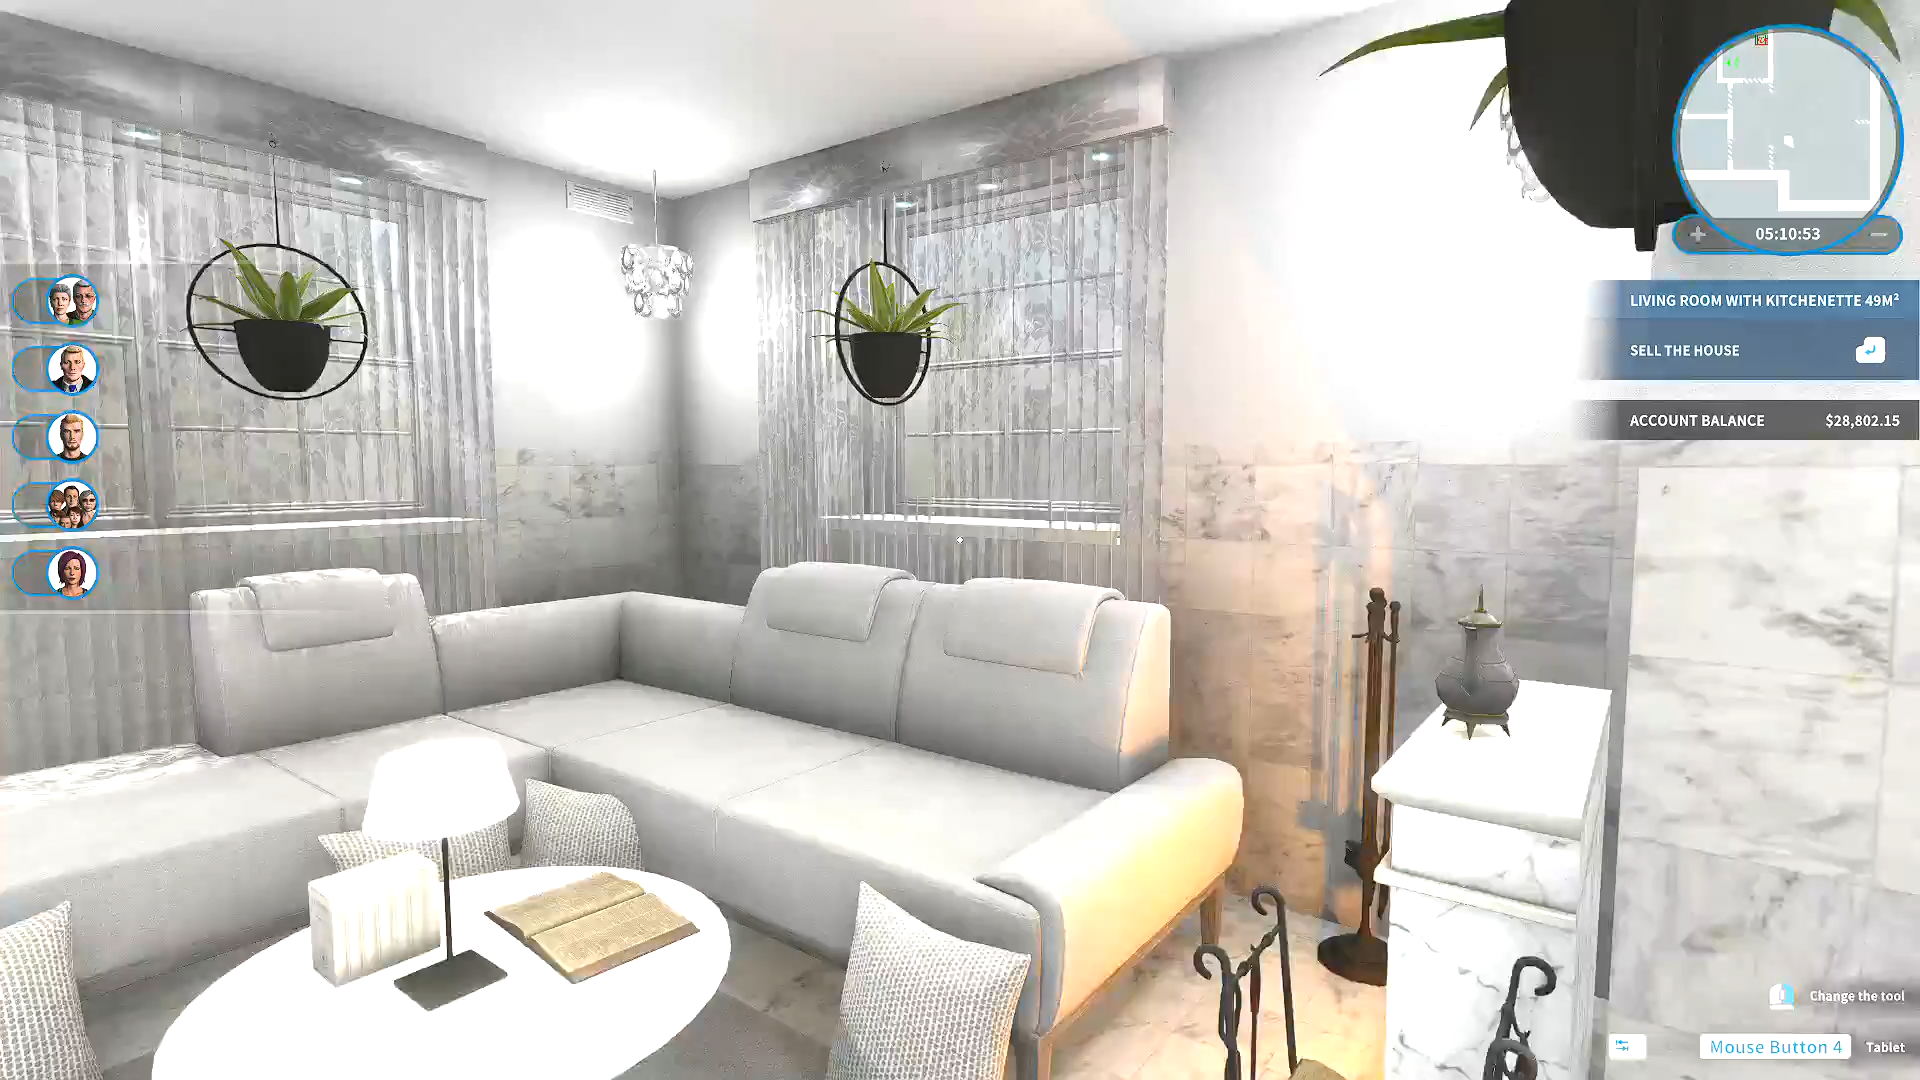 05:10:53
LIVING ROOM WITH KITCHENETTE 49M²
SELL THE HOUSE
ACCOUNT BALANCE $28,802.15
Change the tool
Mouse Button 4 Tablet